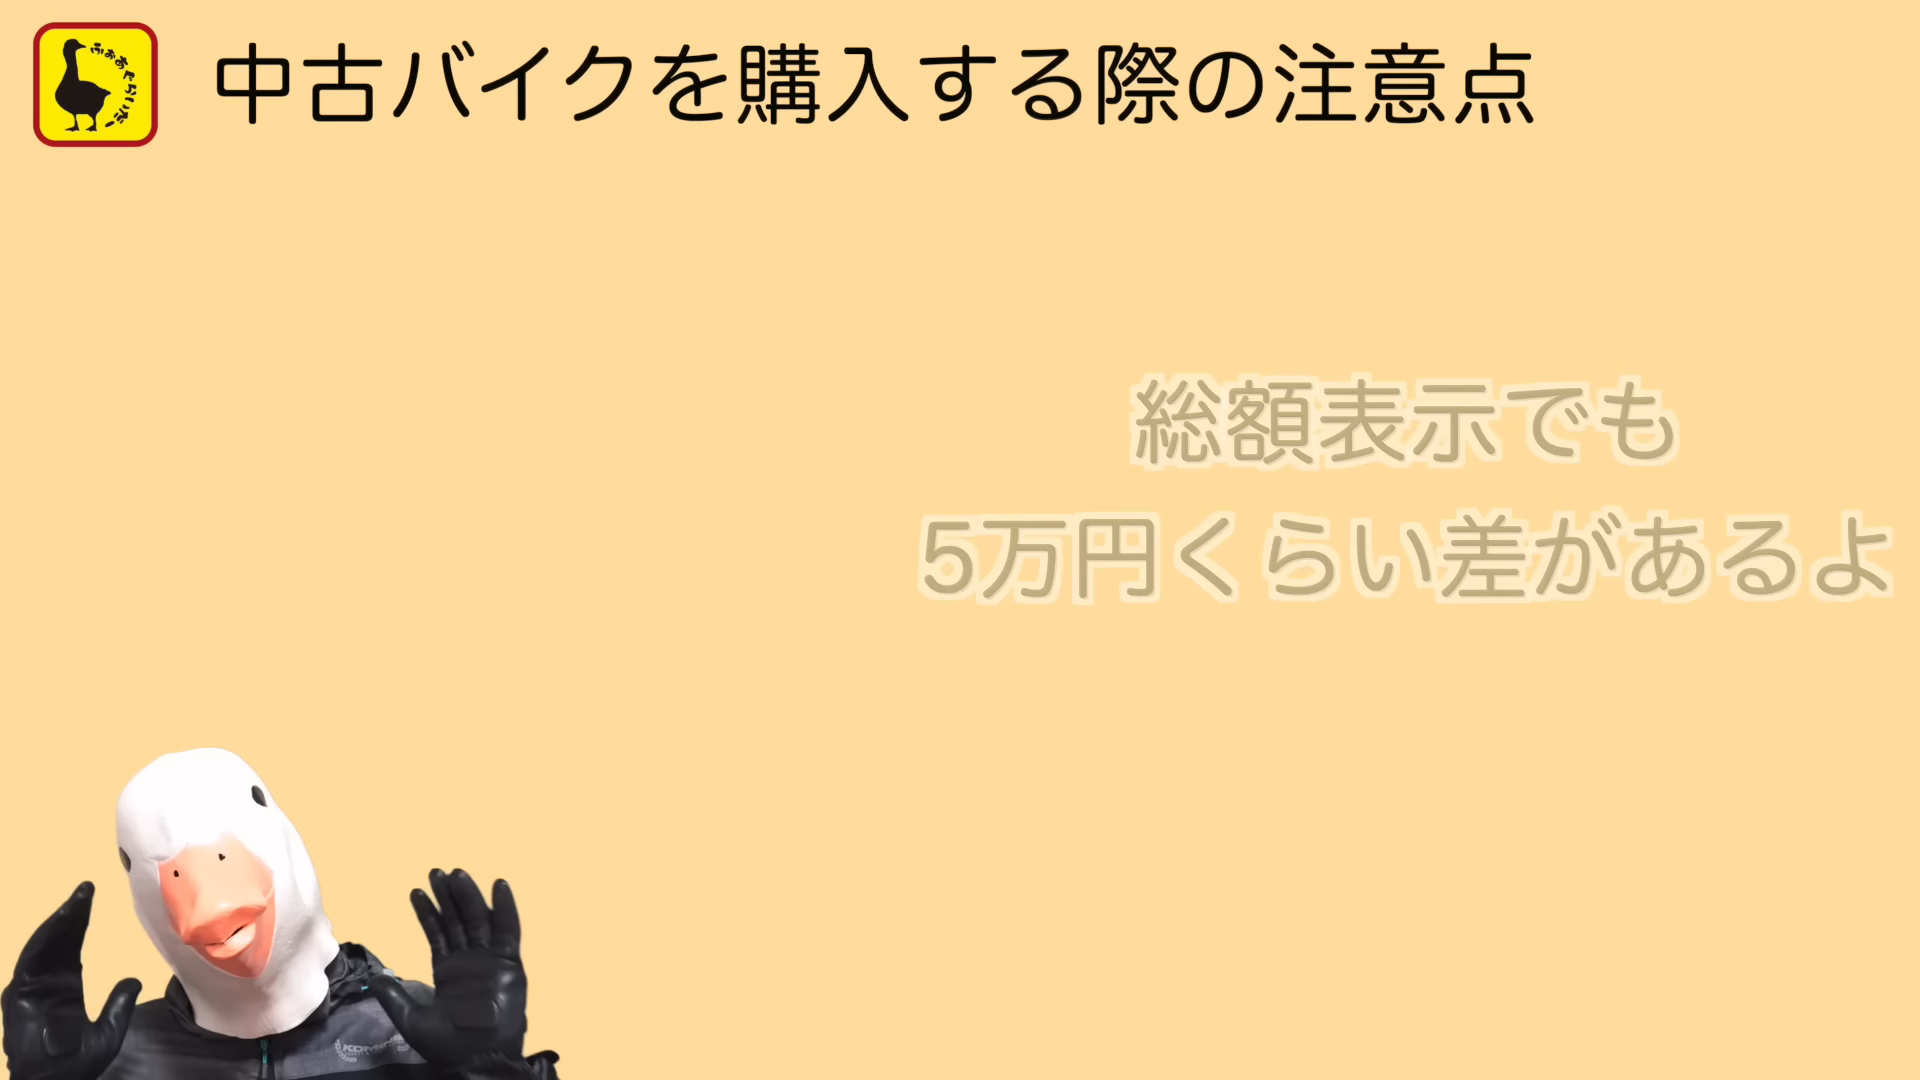 中古バイクを購入する際の注意点
総額表示でも
5万円くらい差があるよ